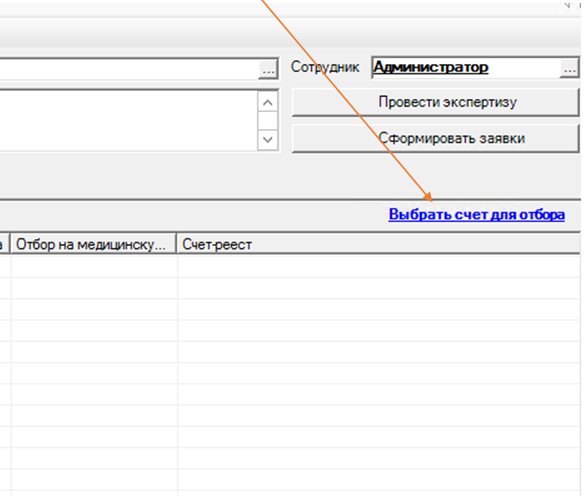 ... Сотрудник Администратор ...
Провести экспертизу
Сформировать заявки
Выбрать счет для отбора
а Отбор на медицинску... Счет-реест